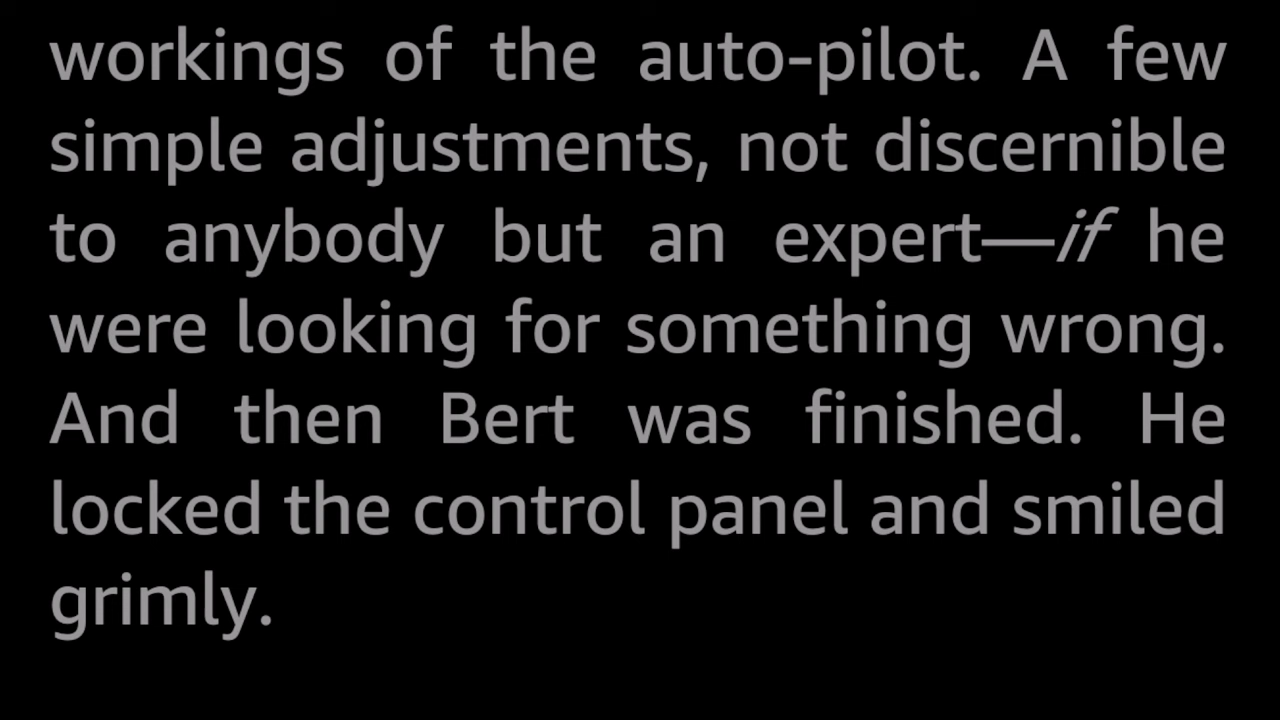 workings of the auto-pilot. A few
simple adjustments, not discernible
to anybody but an expert—if he
were looking for something wrong.
And then Bert was finished. He
locked the control panel and smiled
grimly.